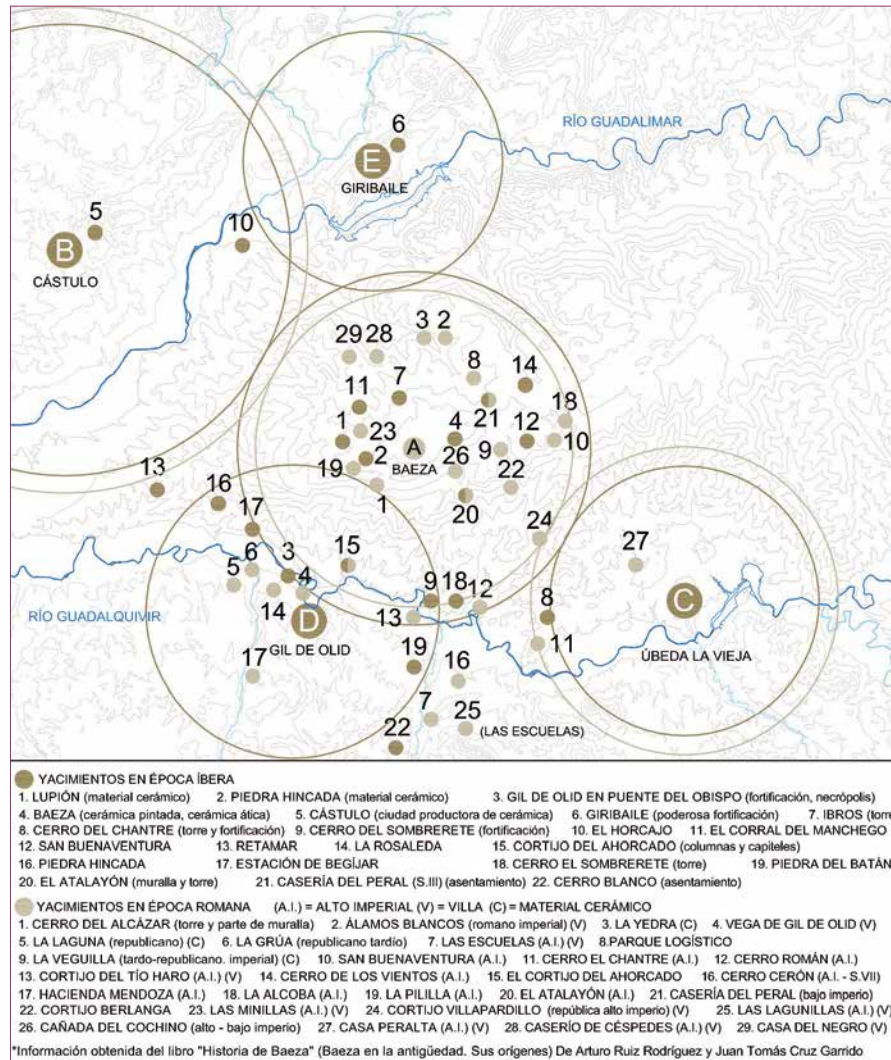 6
RÍO GUADALIMAR
E
GIRIBAILE
5
10
B
CÁSTULO
3 2
29 28
8 14
7
11
21 18
1 23 4 12
A
2 9 10
BAEZA
19 26 22
13
1
16
20
17 24
15 27
6 3
5 4 9 18 12
8
14 13
C
RÍO GUADALQUIVIR
D
GIL DE OLID
11
ÚBEDA LA VIEJA
19
17 16
7 25
(LAS ESCUELAS)
22
YACIMIENTOS EN ÉPOCA ÍBERA
1. LUPIÓN (material cerámico) 2. PIEDRA HINCADA (material cerámico) 3. GIL DE OLID EN PUENTE DEL OBISPO (fortificación, necrópolis)
4. BAEZA (cerámica pintada, cerámica ática) 5. CÁSTULO (ciudad productora de cerámica) 6. GIRIBAILE (poderosa fortificación) 7. IBROS (torre
8. CERRO DEL CHANTRE (torre y fortificación) 9. CERRO DEL SOMBRERETE (fortificación) 10. EL HORCAJO 11. EL CORRAL DEL MANCHEGO
12. SAN BUENAVENTURA 13. RETAMAR 14. LA ROSALEDA 15. CORTIJO DEL AHORCADO (columnas y capiteles)
16. PIEDRA HINCADA 17. ESTACIÓN DE BEGÍJAR 18. CERRO EL SOMBRERETE (torre) 19. PIEDRA DEL BATÁN
20. EL ATALAYÓN (muralla y torre) 21. CASERÍA DEL PERAL (S.III) (asentamiento) 22. CERRO BLANCO (asentamiento)
YACIMIENTOS EN ÉPOCA ROMANA (A.I.) = ALTO IMPERIAL (V) = VILLA (C) = MATERIAL CERÁMICO
1. CERRO DEL ALCÁZAR (torre y parte de muralla) 2. ÁLAMOS BLANCOS (romano imperial) (V) 3. LA YEDRA (C) 4. VEGA DE GIL DE OLID (V)
5. LA LAGUNA (republicano) (C) 6. LA GRÚA (republicano tardío) 7. LAS ESCUELAS (A.I.) (V) 8.PARQUE LOGÍSTICO
9. LA VEGUILLA (tardo-republicano. imperial) (C) 10. SAN BUENAVENTURA (A.I.) 11. CERRO EL CHANTRE (A.I.) 12. CERRO ROMÁN (A.I.)
13. CORTIJO DEL TÍO HARO (A.I.) (V) 14. CERRO DE LOS VIENTOS (A.I.) 15. EL CORTIJO DEL AHORCADO 16. CERRO CERÓN (A.I. - S.VII)
17. HACIENDA MENDOZA (A.I.) 18. LA ALCOBA (A.I.) 19. LA PILILLA (A.I.) 20. EL ATALAYÓN (A.I.) 21. CASERÍA DEL PERAL (bajo imperio)
22. CORTIJO BERLANGA 23. LAS MINILLAS (A.I.) (V) 24. CORTIJO VILLAPARDILLO (república alto imperio) (V) 25. LAS LAGUNILLAS (A.I) (V)
26. CAÑADA DEL COCHINO (alto - bajo imperio) 27. CASA PERALTA (A.I.) (V) 28. CASERÍO DE CÉSPEDES (A.I.) (V) 29. CASA DEL NEGRO (V)
*Información obtenida del libro "Historia de Baeza" (Baeza en la antigüedad. Sus orígenes) De Arturo Ruiz Rodríguez y Juan Tomás Cruz Garrido